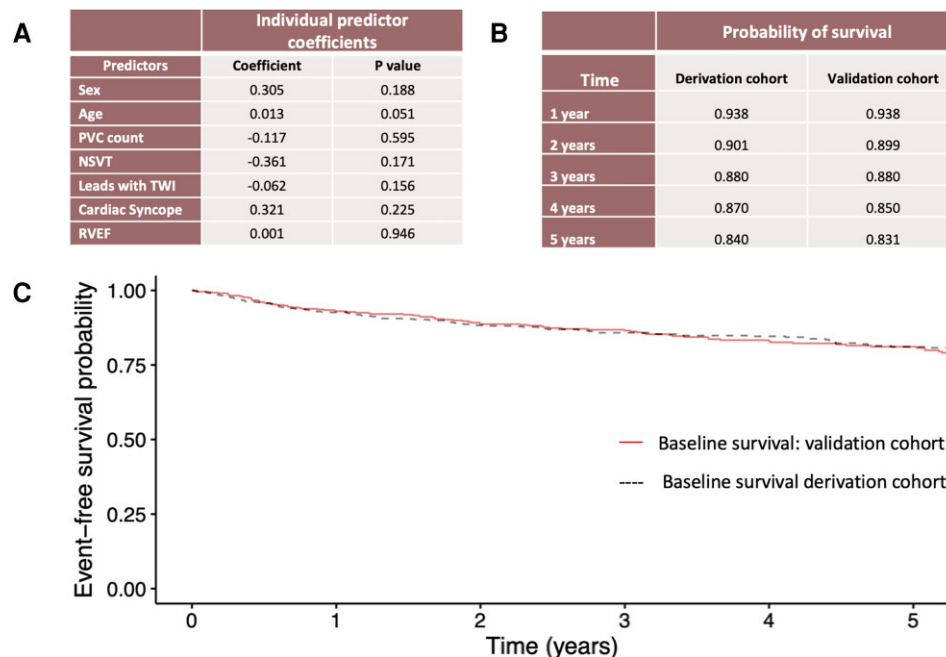 A
Individual predictor
coefficients
Predictors Coefficient P value
Sex 0.305 0.188
Age 0.013 0.051
PVC count -0.117 0.595
NSVT -0.361 0.171
Leads with TWI -0.062 0.156
Cardiac Syncope 0.321 0.225
RVEF 0.001 0.946
B
Probability of survival
Time Derivation cohort Validation cohort
1 year 0.938 0.938
2 years 0.901 0.899
3 years 0.880 0.880
4 years 0.870 0.850
5 years 0.840 0.831
C
Event-free survival probability
1.00
0.75
0.50
0.25
0.00
Baseline survival: validation cohort
Baseline survival derivation cohort
0 1 2 3 4 5
Time (years)